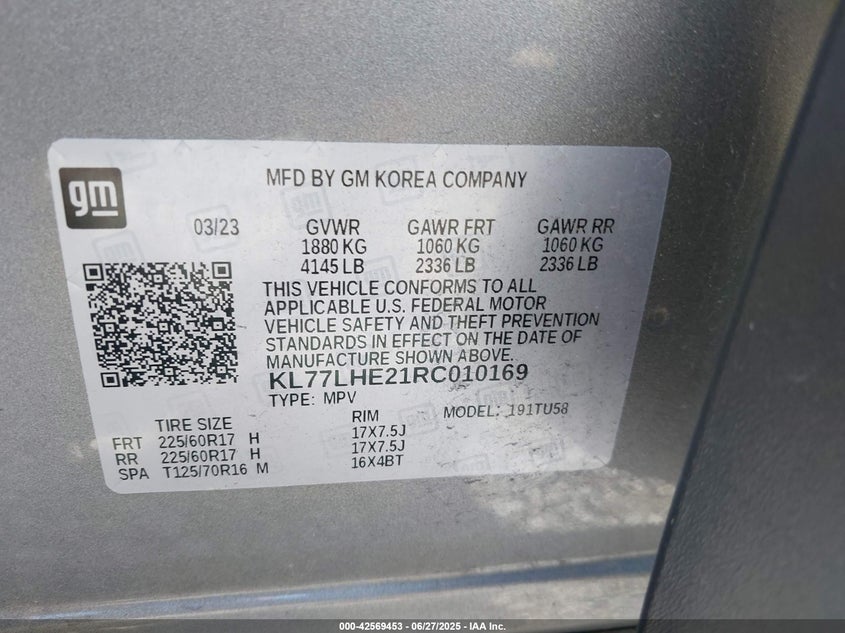 gm
MFD BY GM KOREA COMPANY
03/23 GVWR GAWR FRT GAWR RR
1880 KG 1060 KG 1060 KG
4145 LB 2336 LB 2336 LB
THIS VEHICLE CONFORMS TO ALL
APPLICABLE U.S. FEDERAL MOTOR
VEHICLE SAFETY AND THEFT PREVENTION
STANDARDS IN EFFECT ON THE DATE OF
MANUFACTURE SHOWN ABOVE.
KL77LHE21RC010169
TYPE: MPV MODEL: 191TU58
TIRE SIZE RIM
FRT 225/60R17 H 17X7.5J
RR 225/60R17 H 17X7.5J
SPA T125/70R16 M 16X4BT
000-42569453 - 06/27/2025 - IAA Inc.